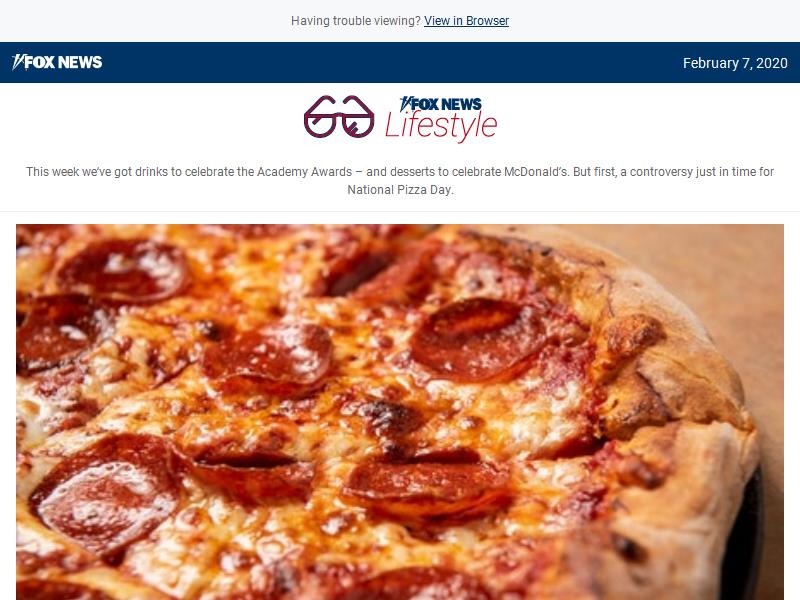 Having trouble viewing? View in Browser
FOX NEWS
February 7, 2020
FOX NEWS
Lifestyle
This week we've got drinks to celebrate the Academy Awards – and desserts to celebrate McDonald's. But first, a controversy just in time for
National Pizza Day.